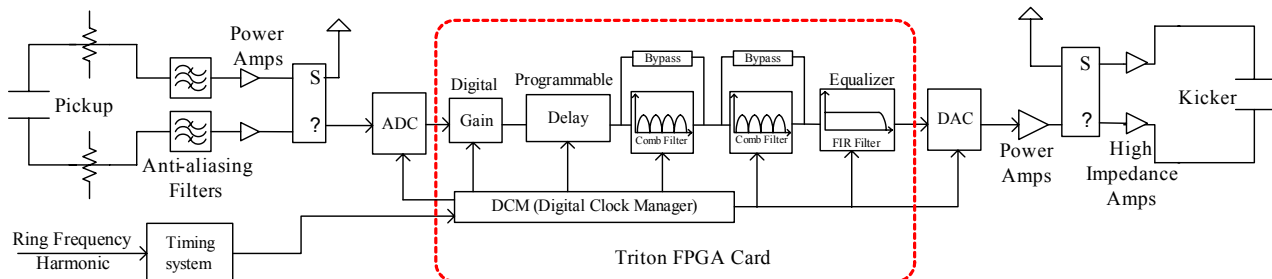 Power
Amps
Pickup
Anti-aliasing
Filters
S
?
ADC
Digital
Gain
Programmable
Delay
Bypass
Comb Filter
Bypass
Comb Filter
Equalizer
FIR Filter
DAC
Power
Amps
S
?
High
Impedance
Amps
Kicker
DCM (Digital Clock Manager)
Ring Frequency
Harmonic
Timing
system
Triton FPGA Card